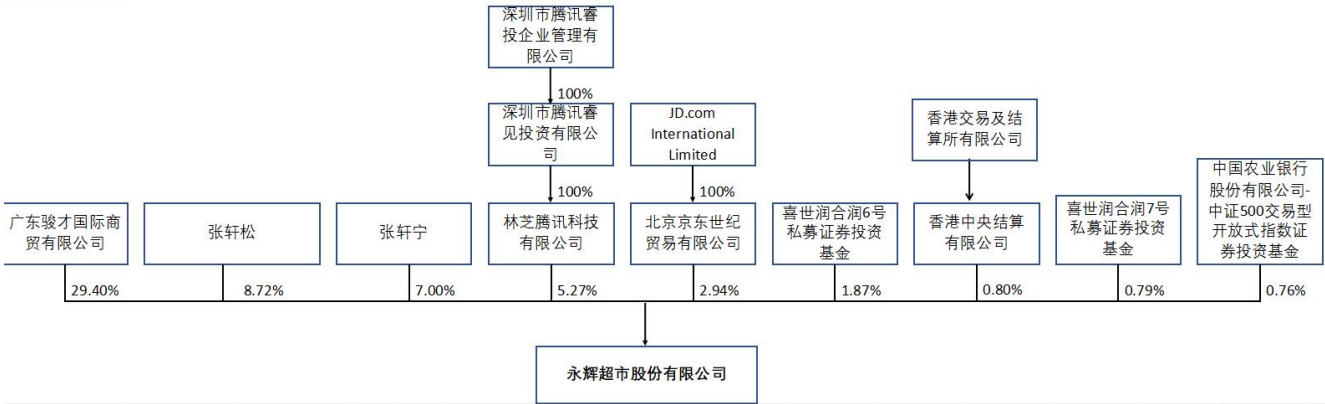 深圳市腾讯睿
投企业管理有
限公司
100%
深圳市腾讯睿
见投资有限公
司
JD.com
International
Limited
香港交易及结
算所有限公司
100%
100%
广东骏才国际商
贸有限公司
张轩松
张轩宁
林芝腾讯科技
有限公司
北京京东世纪
贸易有限公司
喜世润合润6号
私募证券投资
基金
香港中央结算
有限公司
喜世润合润7号
私募证券投资
基金
中国农业银行
股份有限公司-
中证500交易型
开放式指数证
券投资基金
29.40%
8.72%
7.00%
5.27%
2.94%
1.87%
0.80%
0.79%
0.76%
永辉超市股份有限公司